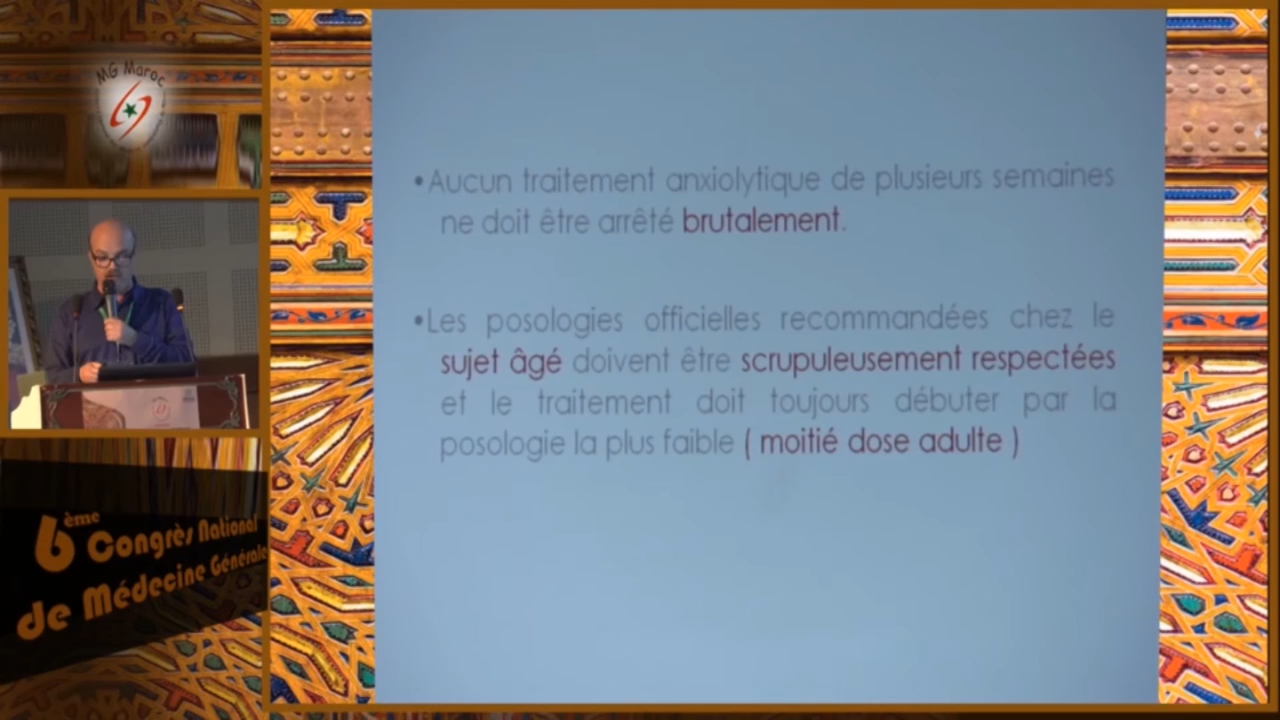 MG Maroc
•Aucun traitement anxiolytique de plusieurs semaines
ne doit être arrêté brutalement.
•Les posologies officielles recommandées chez le
sujet âgé doivent être scrupuleusement respectées
et le traitement doit toujours débuter par la
posologie la plus faible ( moitié dose adulte )
6ème Congrès National
de Médecine Générale